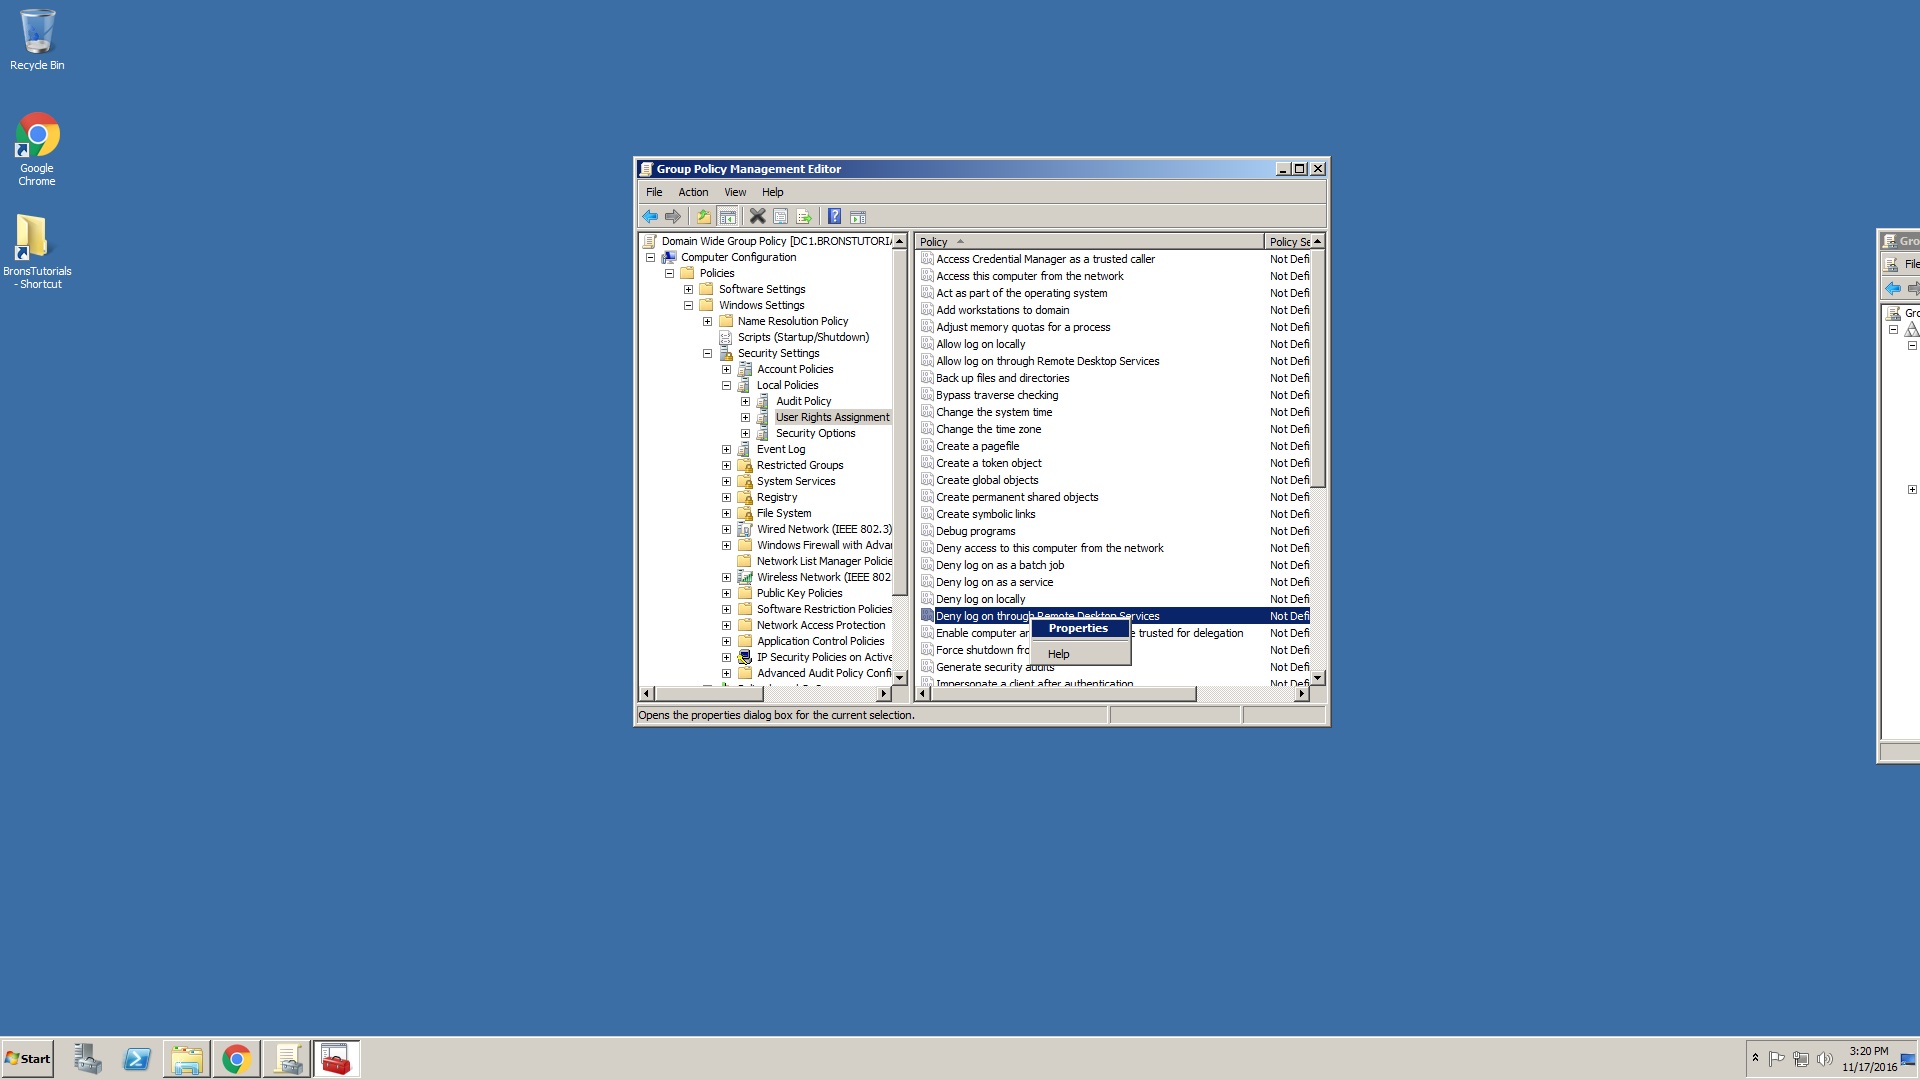 Recycle Bin
Google
Chrome
BronsTutorials
- Shortcut
Group Policy Management Editor
File Action View Help
Domain Wide Group Policy [DC1.BRONSTUTORIA
Computer Configuration
Policies
Software Settings
Windows Settings
Name Resolution Policy
Scripts (Startup/Shutdown)
Security Settings
Account Policies
Local Policies
Audit Policy
User Rights Assignment
Security Options
Event Log
Restricted Groups
System Services
Registry
File System
Wired Network (IEEE 802.3)
Windows Firewall with Advan
Network List Manager Policie
Wireless Network (IEEE 802
Public Key Policies
Software Restriction Policies
Network Access Protection
Application Control Policies
IP Security Policies on Active
Advanced Audit Policy Confi
Policy Policy Se
Access Credential Manager as a trusted caller Not Defi
Access this computer from the network Not Defi
Act as part of the operating system Not Defi
Add workstations to domain Not Defi
Adjust memory quotas for a process Not Defi
Allow log on locally Not Defi
Allow log on through Remote Desktop Services Not Defi
Back up files and directories Not Defi
Bypass traverse checking Not Defi
Change the system time Not Defi
Change the time zone Not Defi
Create a pagefile Not Defi
Create a token object Not Defi
Create global objects Not Defi
Create permanent shared objects Not Defi
Create symbolic links Not Defi
Debug programs Not Defi
Deny access to this computer from the network Not Defi
Deny log on as a batch job Not Defi
Deny log on as a service Not Defi
Deny log on locally Not Defi
Deny log on through Remote Desktop Services Not Defi
Enable computer an e trusted for delegation Not Defi
Force shutdown fro Not Defi
Generate security audits Not Defi
Impersonate a client after authentication Not Defi
Properties
Help
Opens the properties dialog box for the current selection.
Gro
File
Gro
Start
3:20 PM
11/17/2016